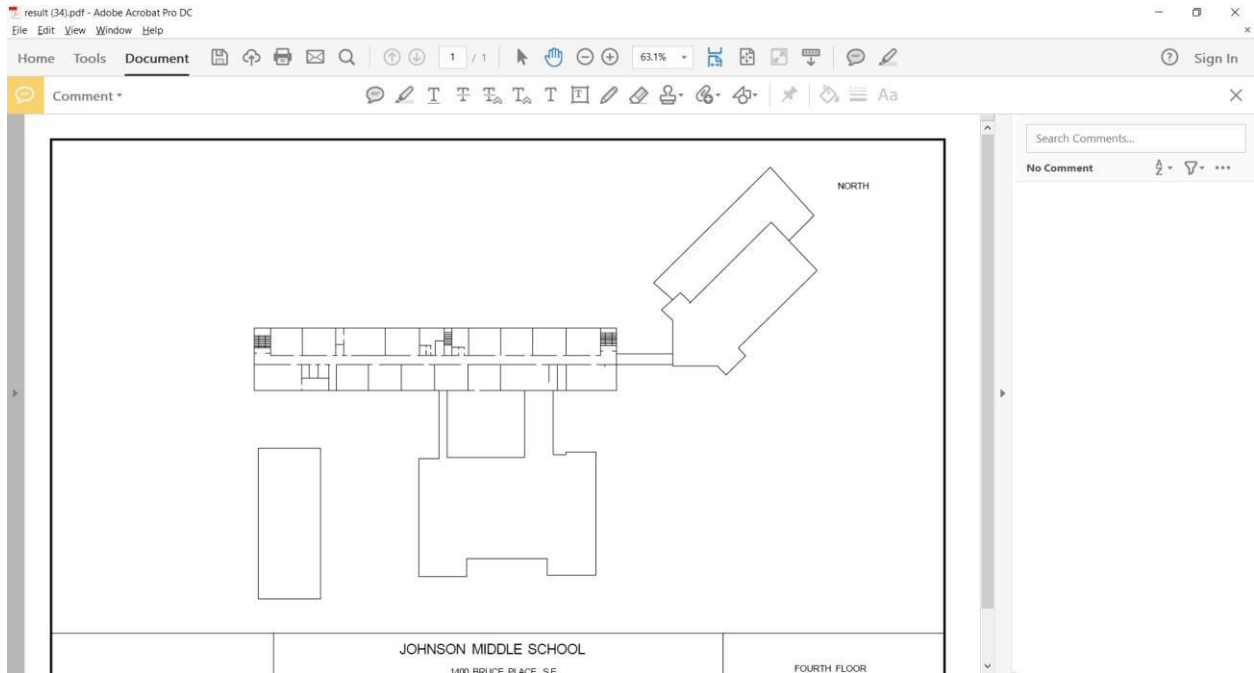 result (34).pdf - Adobe Acrobat Pro DC
File Edit View Window Help
Home Tools Document 1 / 1 63.1% Sign In
Comment
Aa
Search Comments...
No Comment
NORTH
JOHNSON MIDDLE SCHOOL
1400 BRUCE PLACE, S.E.
FOURTH FLOOR